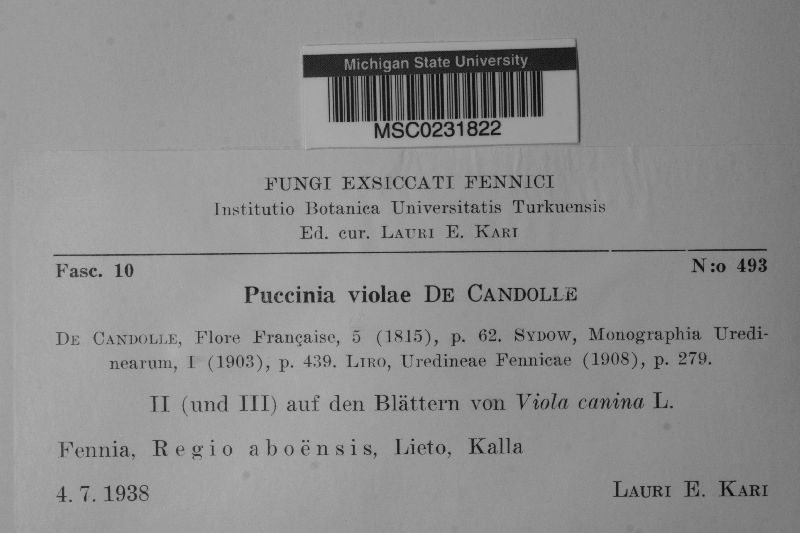 Michigan State University
MSC0231822
FUNGI EXSICCATI FENNICI
Institutio Botanica Universitatis Turkuensis
Ed. cur. LAURI E. KARI
Fasc. 10 N:o 493
Puccinia violae DE CANDOLLE
DE CANDOLLE, Flore Française, 5 (1815), p. 62. SYDOW, Monographia Uredi-
nearum, I (1903), p. 439. LIRO, Uredineae Fennicae (1908), p. 279.
II (und III) auf den Blättern von Viola canina L.
Fennia, Regio aboënsis, Lieto, Kalla
4. 7. 1938 LAURI E. KARI